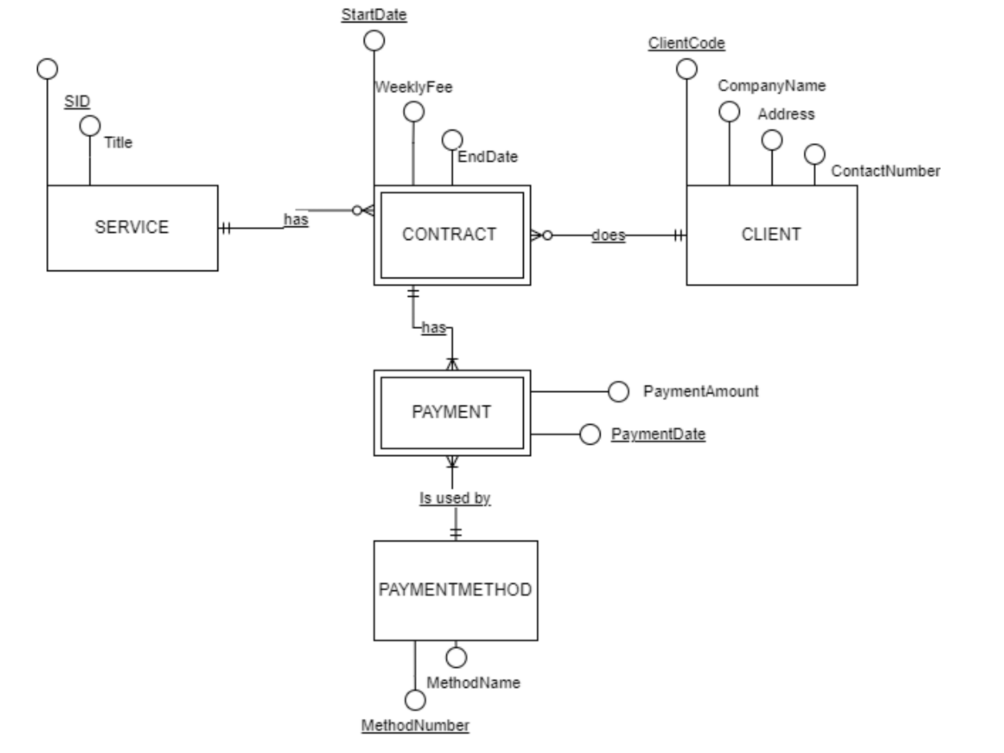 StartDate
ClientCode
WeeklyFee
CompanyName
SID
Address
Title
EndDate
ContactNumber
SERVICE
has
CONTRACT
does
CLIENT
has
PAYMENT
PaymentAmount
PaymentDate
Is used by
PAYMENTMETHOD
MethodName
MethodNumber